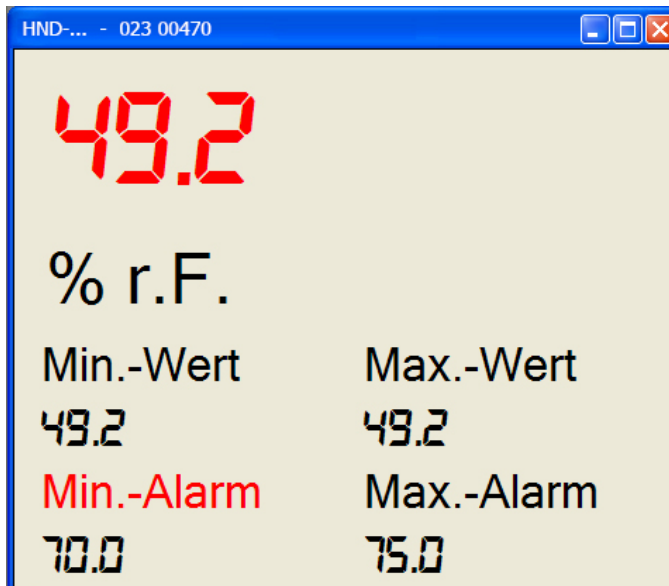 HND-... - 023 00470
49.2
% r.F.
Min.-Wert Max.-Wert
49.2 49.2
Min.-Alarm Max.-Alarm
70.0 75.0